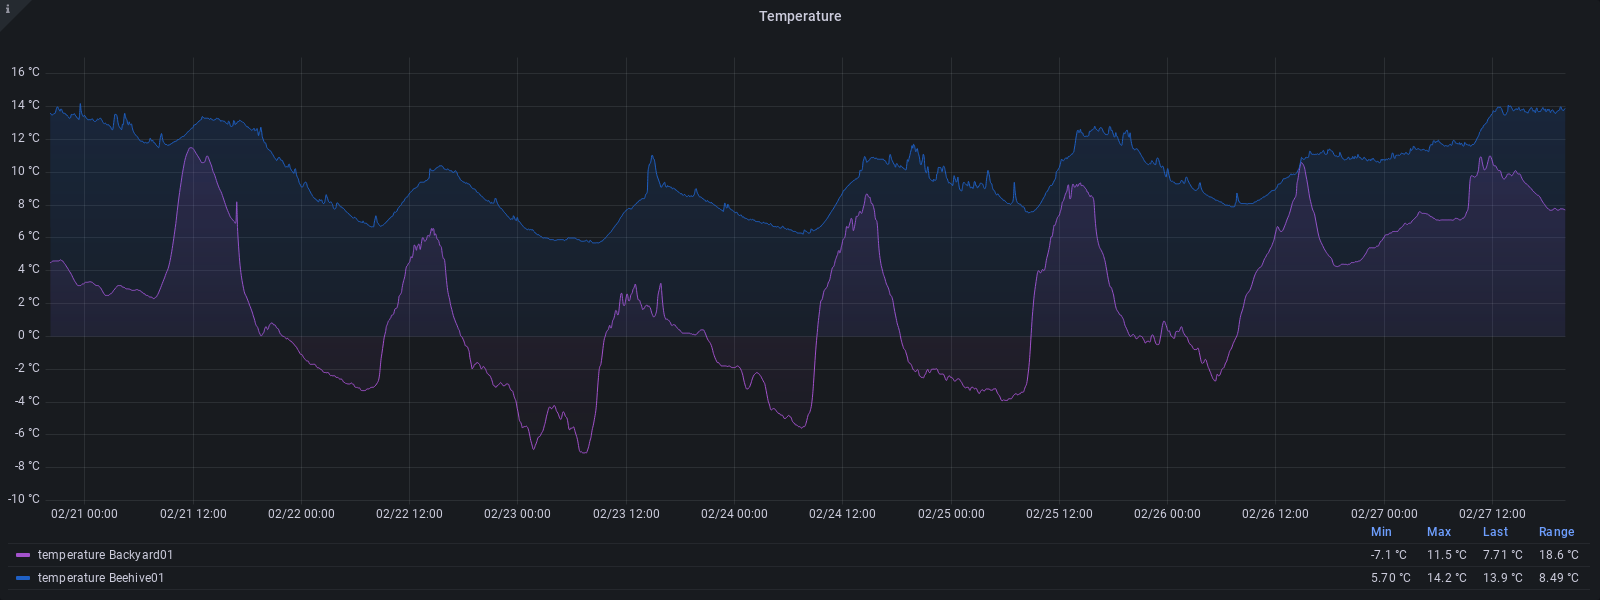 i
Temperature
16 °C
14 °C
12 °C
10 °C
8 °C
6 °C
4 °C
2 °C
0 °C
-2 °C
-4 °C
-6 °C
-8 °C
-10 °C
02/21 00:00 02/21 12:00 02/22 00:00 02/22 12:00 02/23 00:00 02/23 12:00 02/24 00:00 02/24 12:00 02/25 00:00 02/25 12:00 02/26 00:00 02/26 12:00 02/27 00:00 02/27 12:00
Min Max Last Range
temperature Backyard01 -7.1 °C 11.5 °C 7.71 °C 18.6 °C
temperature Beehive01 5.70 °C 14.2 °C 13.9 °C 8.49 °C